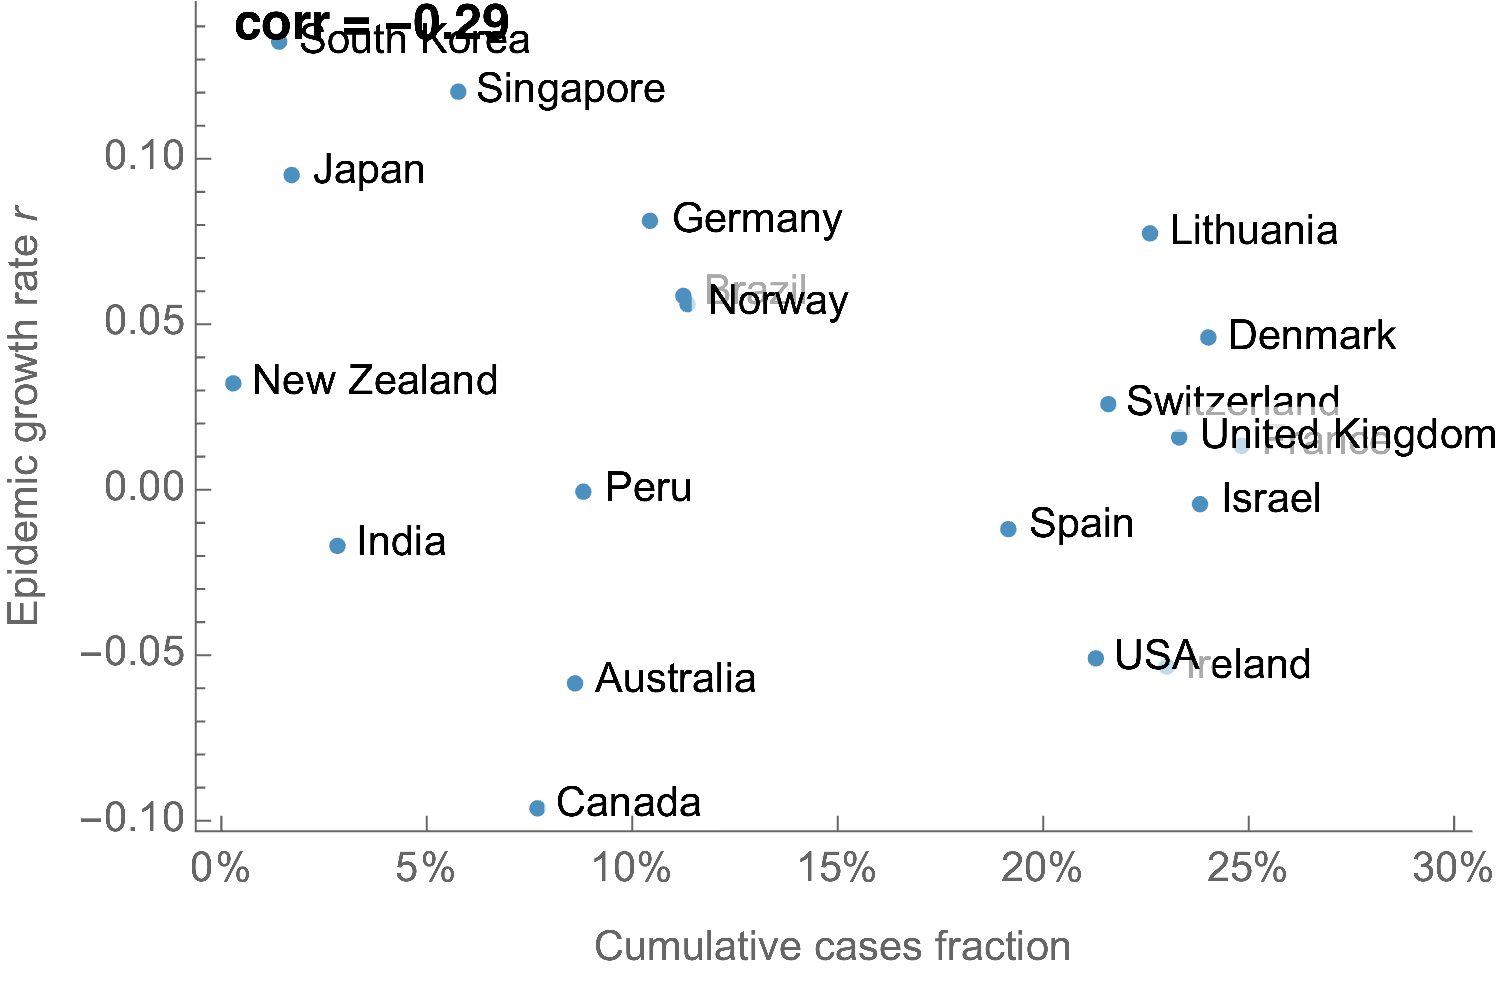 corr = −0.29
South Korea
Singapore
0.10
Japan
Germany
Lithuania
Brazil
Norway
0.05
Denmark
New Zealand
Switzerland
United Kingdom
France
0.00
Peru
Israel
Spain
India
−0.05
USA
Ireland
Australia
Canada
−0.10
Epidemic growth rate r
0% 5% 10% 15% 20% 25% 30%
Cumulative cases fraction